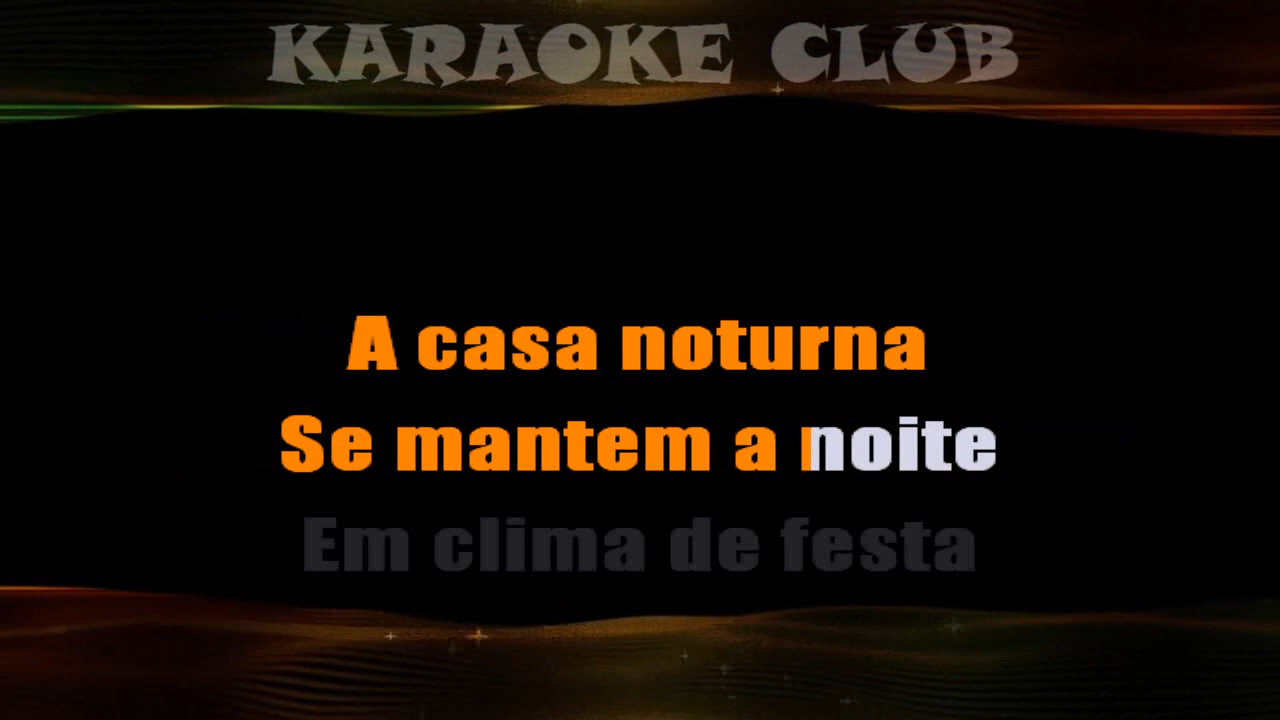 KARAOKE CLUB
A casa noturna
Se mantem a noite
Em clima de festa